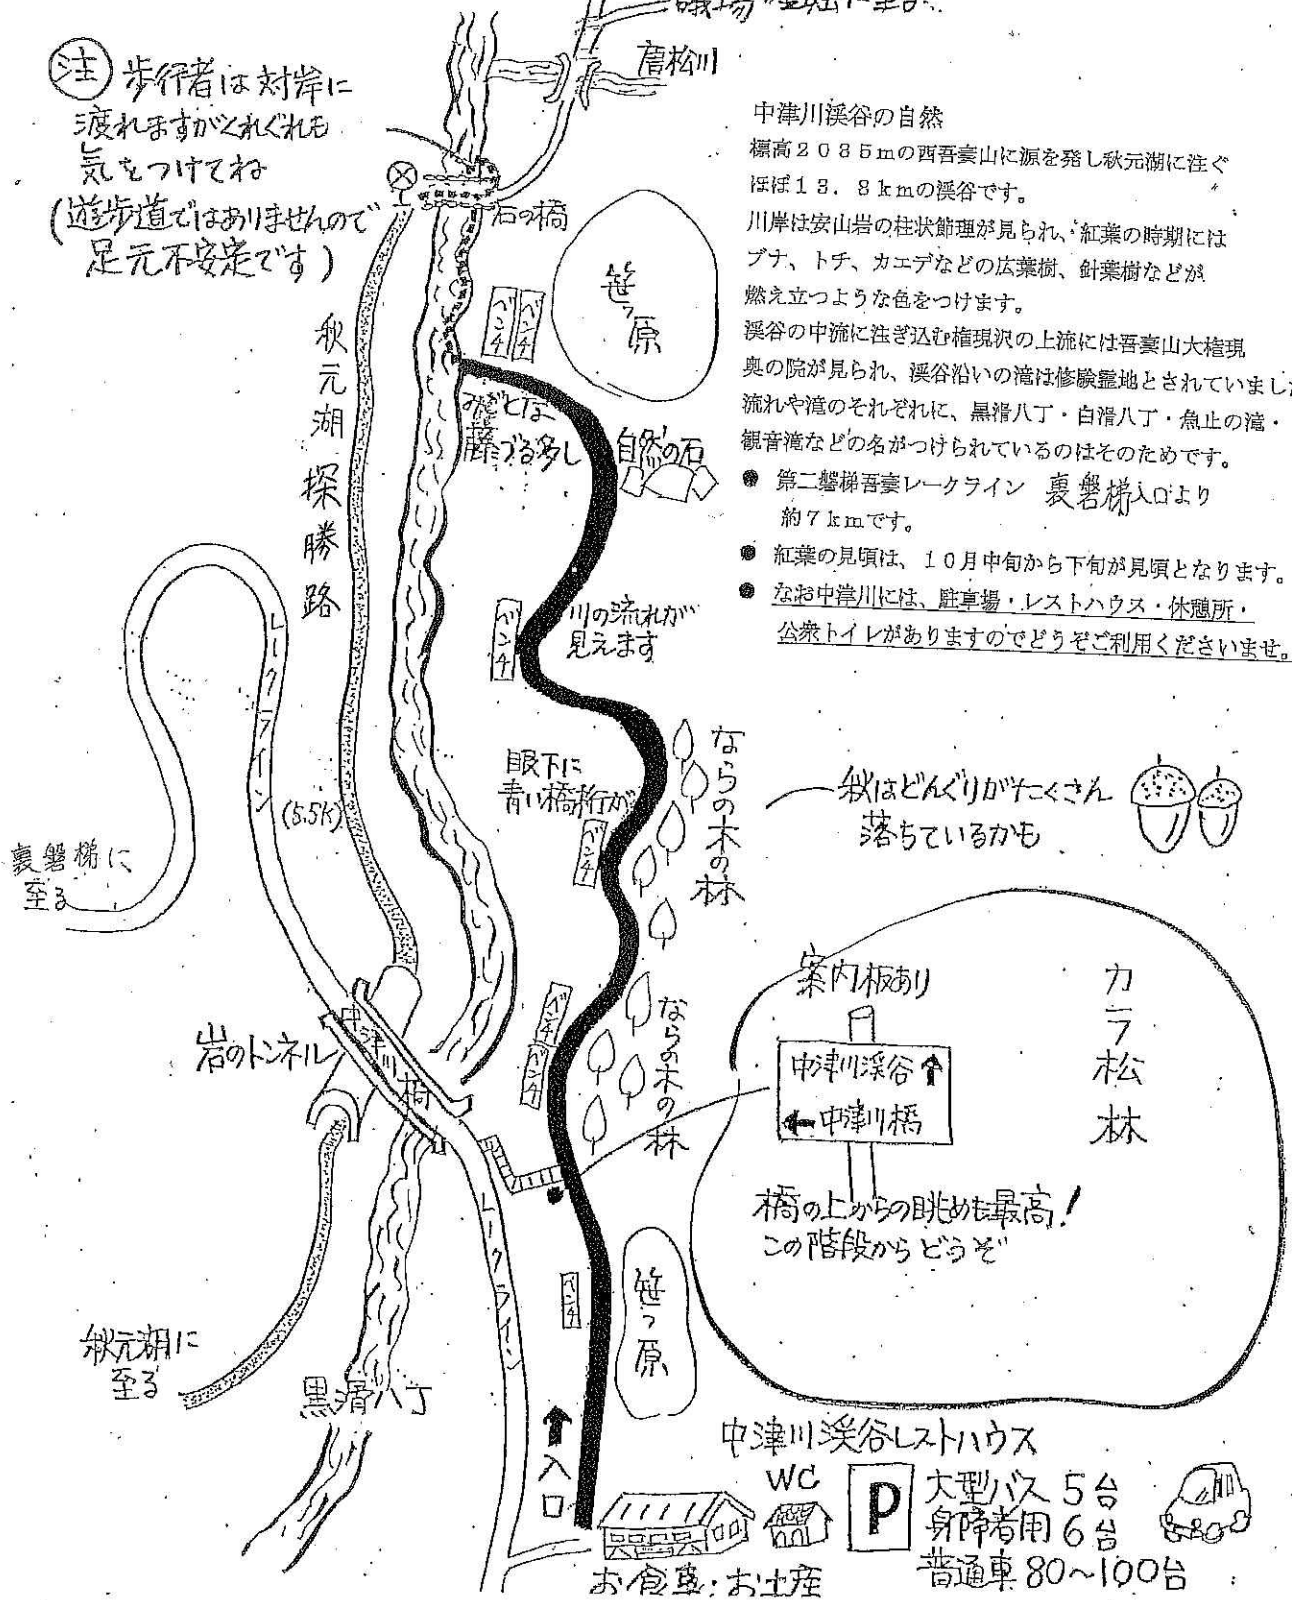 唐松川
注 歩行者は対岸に
渡れますがくれぐれも
気をつけてね
(遊歩道ではありませんので
足元不安定です)
石の橋
中津川渓谷の自然
標高2035mの西吾妻山に源を発し秋元湖に注ぐ
ほぼ13.8kmの渓谷です。
川岸は安山岩の柱状節理が見られ、紅葉の時期には
ブナ、トチ、カエデなどの広葉樹、針葉樹などが
燃え立つような色をつけます。
渓谷の中流に注ぎ込む権現沢の上流には吾妻山大権現
奥の院が見られ、渓谷沿いの滝は修験霊地とされていました
流れや滝のそれぞれに、黒滑八丁・白滑八丁・魚止の滝・
観音滝などの名がつけられているのはそのためです。
● 第二磐梯吾妻レークライン 裏磐梯入口より
約7kmです。
● 紅葉の見頃は、10月中旬から下旬が見頃となります。
● なお中津川には、駐車場・レストハウス・休憩所・
公衆トイレがありますのでどうぞご利用くださいませ。
笹っ原
ベンチ
ベンチ
秋元湖探勝路
(5.5K)
藤づる多し
自然の石
ベンチ
川の流れが
見えます
レークライン
眼下に
青い橋桁が
ベンチ
ならの木の林
秋はどんぐりがたくさん
落ちているかも
裏磐梯に
至る
岩のトンネル
中津川橋
ベンチ
ベンチ
ならの木の林
案内板あり
中津川渓谷↑
←中津川橋
カラ松林
橋の上からの眺めも最高!
この階段からどうぞ
レークライン
ベンチ
笹っ原
秋元湖に
至る
黒滑八丁
↑
入口
中津川渓谷レストハウス
WC
P
大型バス 5台
身障者用 6台
普通車 80~100台
お食事・お土産